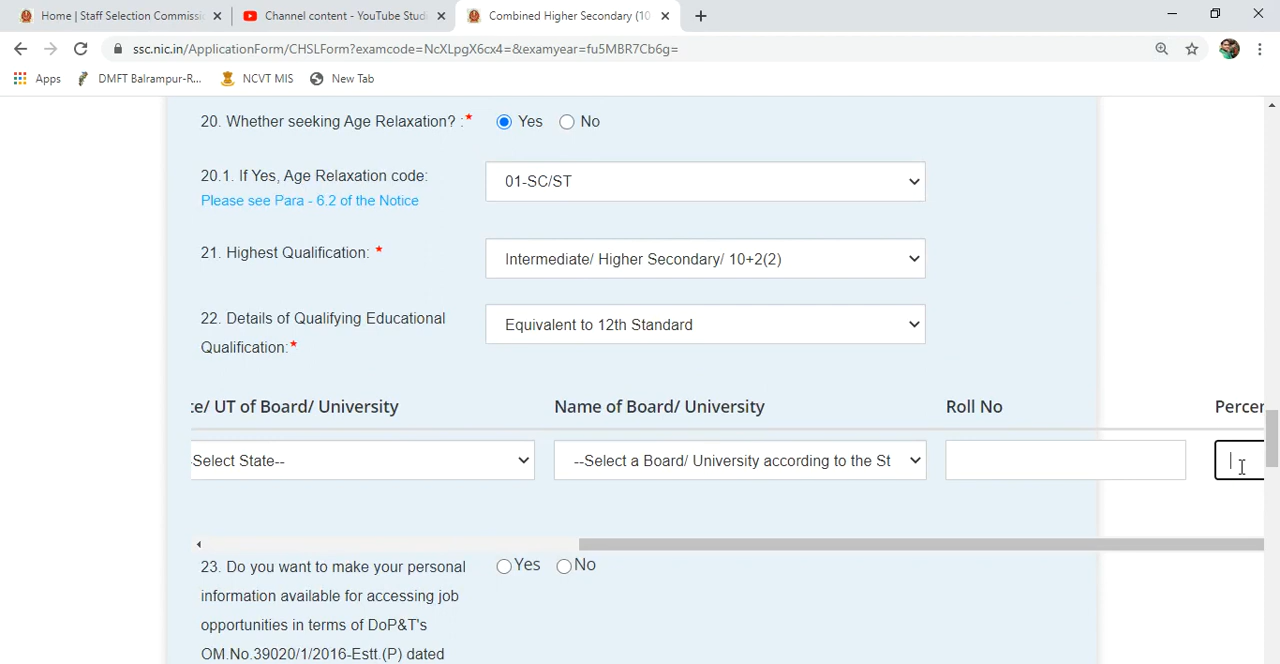 Home | Staff Selection Commissi
Channel content - YouTube Studi
Combined Higher Secondary (10
ssc.nic.in/ApplicationForm/CHSLForm?examcode=NcXLpgX6cx4=&examyear=fu5MBR7Cb6g=
Apps DMFT Balrampur-R... NCVT MIS New Tab
20. Whether seeking Age Relaxation? :* Yes No
20.1. If Yes, Age Relaxation code: 01-SC/ST
Please see Para - 6.2 of the Notice
21. Highest Qualification: * Intermediate/ Higher Secondary/ 10+2(2)
22. Details of Qualifying Educational Equivalent to 12th Standard
Qualification:*
te/ UT of Board/ University Name of Board/ University Roll No Percen
-Select State-- --Select a Board/ University according to the St
23. Do you want to make your personal Yes No
information available for accessing job
opportunities in terms of DoP&T's
OM.No.39020/1/2016-Estt.(P) dated